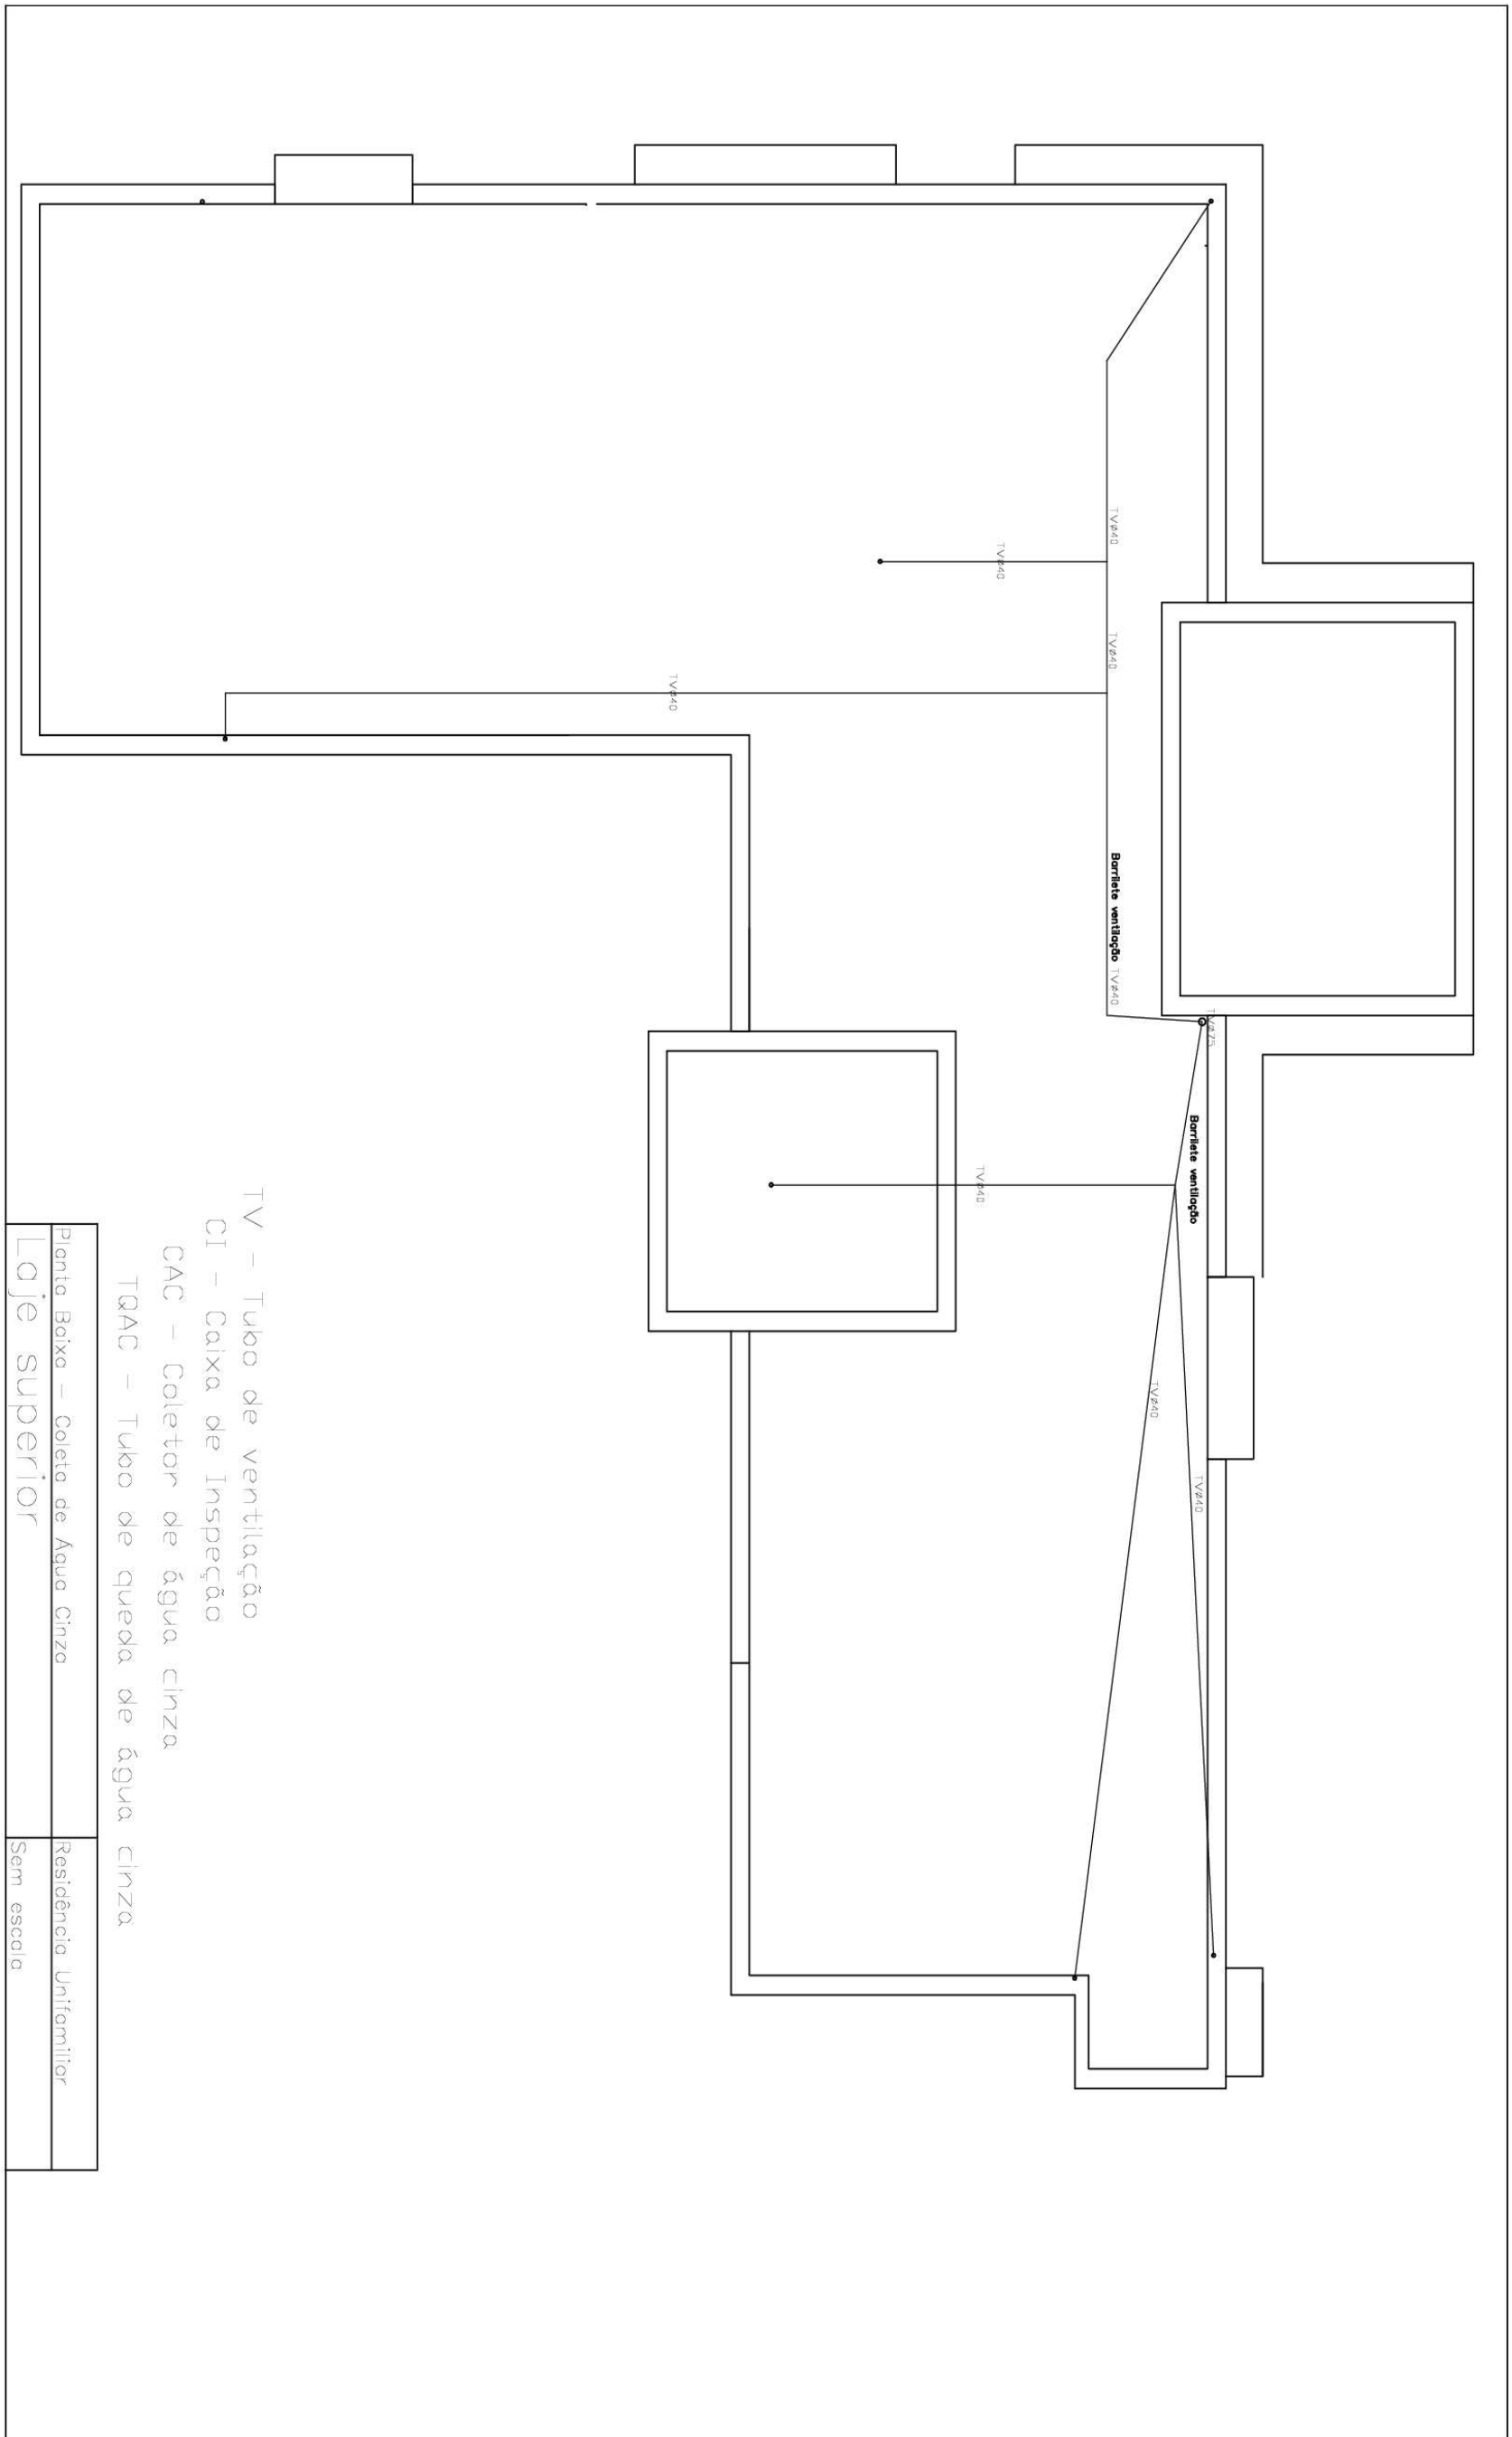 TVø40
TVø40
TVø40
TVø40
Barrilete ventilação TVø40
TVø75
Barrilete ventilação
TVø40
TVø40
TVø40
TV - Tubo de ventilação
CI - Caixa de Inspeção
CAC - Coletor de água cinza
TQAC - Tubo de queda de água cinza
Planta Baixa - Coleta de Água Cinza
Residência Unifamiliar
Laje superior
Sem escala